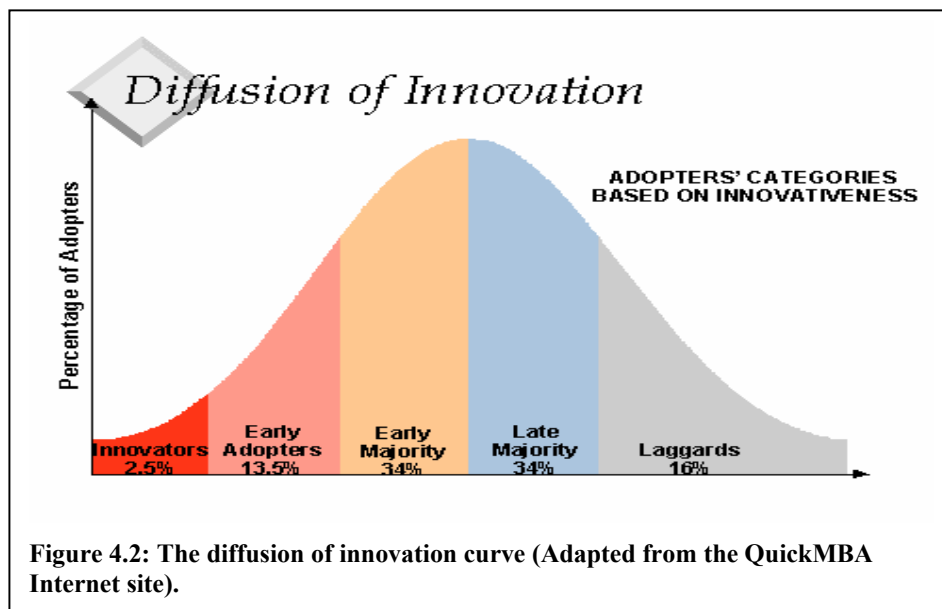 Diffusion of Innovation
ADOPTERS' CATEGORIES
BASED ON INNOVATIVENESS
Percentage of Adopters
Innovators
2.5%
Early
Adopters
13.5%
Early
Majority
34%
Late
Majority
34%
Laggards
16%
Figure 4.2: The diffusion of innovation curve (Adapted from the QuickMBA
Internet site).